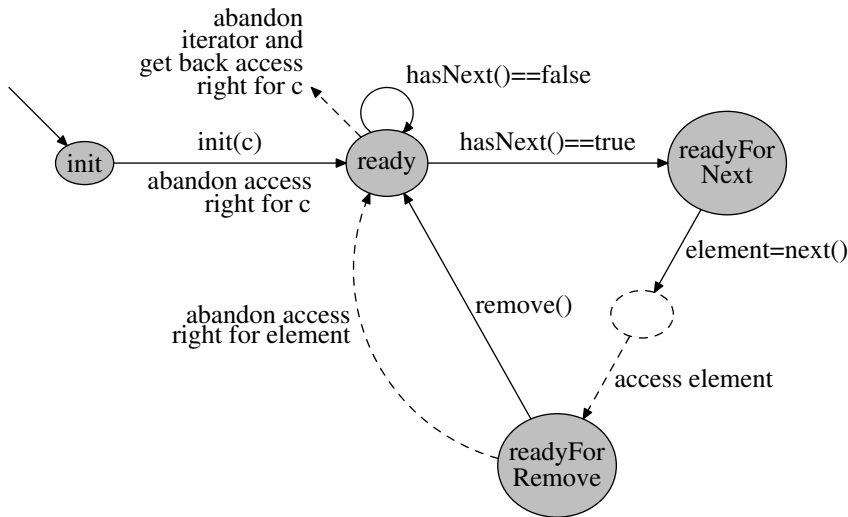 abandon
iterator and
get back access
right for c
hasNext()==false
init
init(c)
abandon access
right for c
ready
hasNext()==true
readyFor
Next
element=next()
abandon access
right for element
remove()
access element
readyFor
Remove